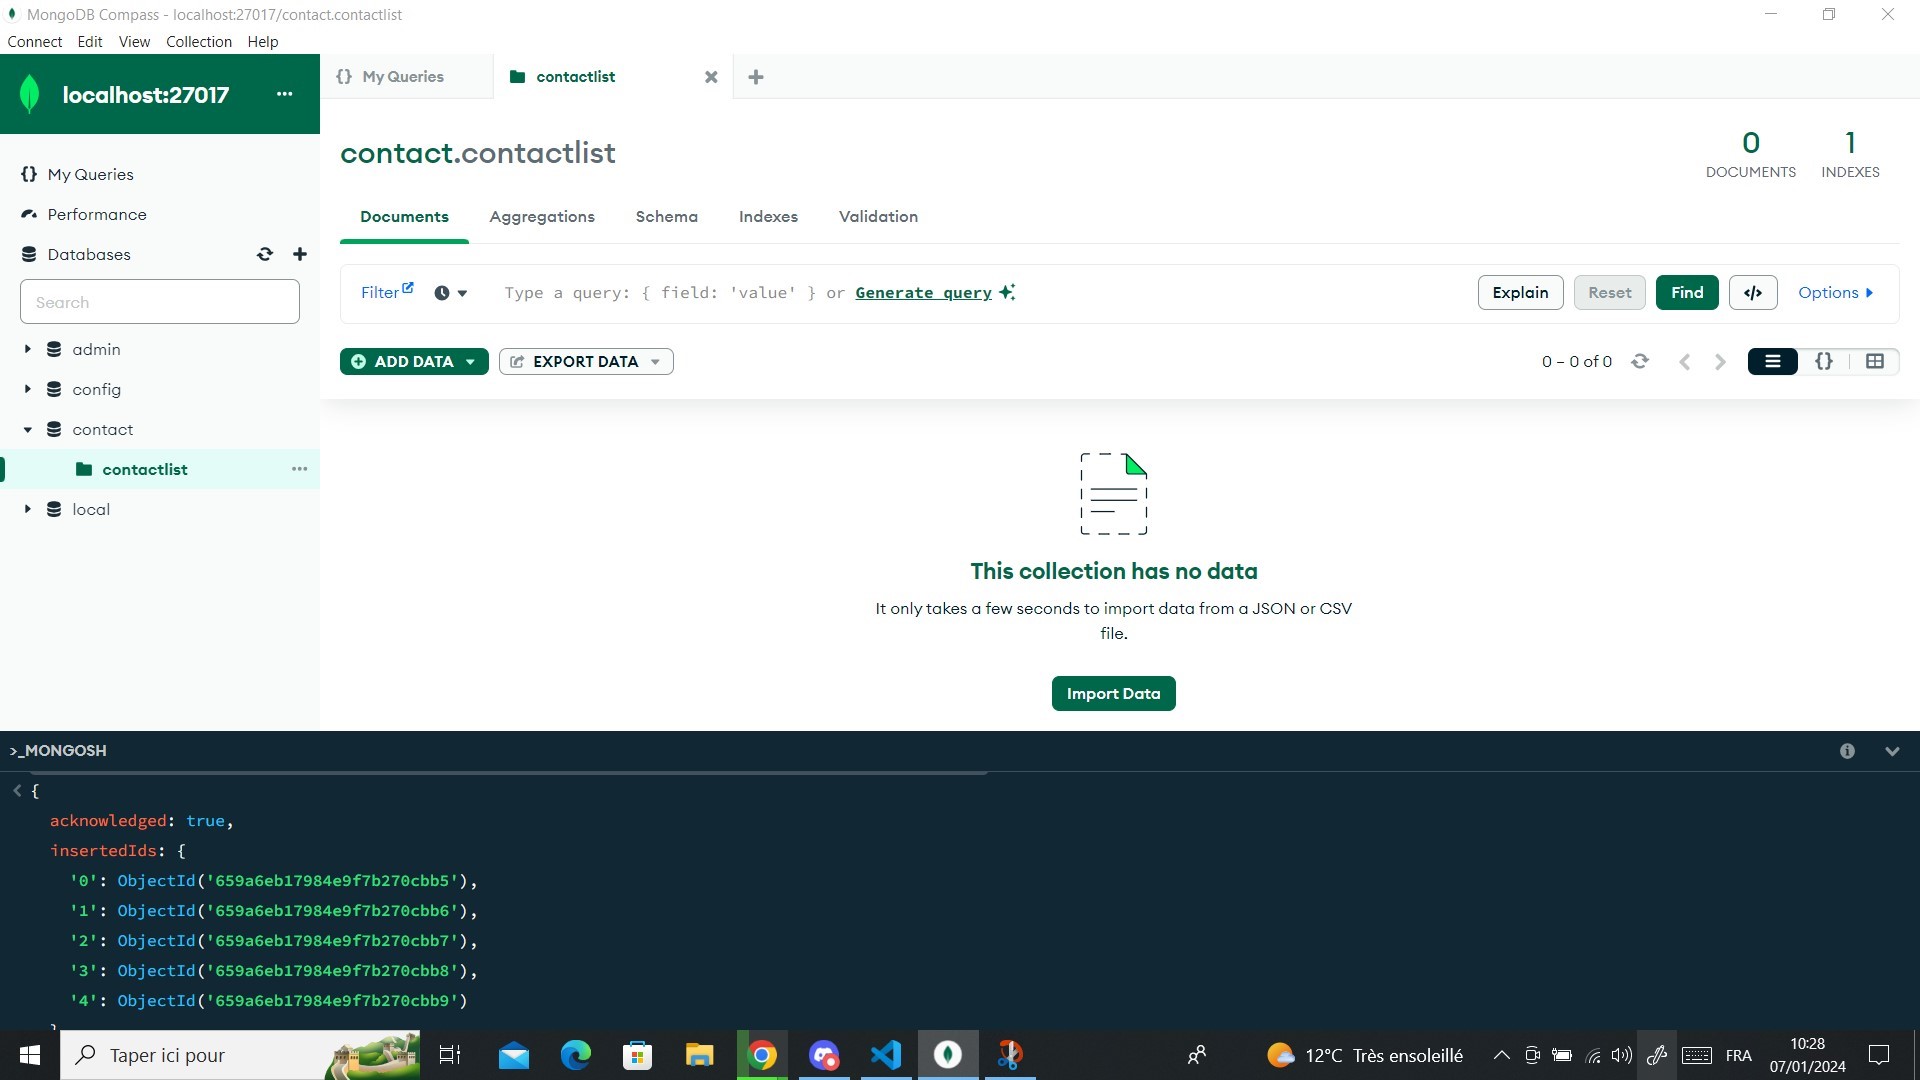 MongoDB Compass - localhost:27017/contact.contactlist
Connect Edit View Collection Help
localhost:27017 ...
{} My Queries
contactlist
contact.contactlist
0
DOCUMENTS
1
INDEXES
{} My Queries
Performance
Databases
Search
admin
config
contact
contactlist
local
Documents Aggregations Schema Indexes Validation
Filter Type a query: { field: 'value' } or Generate query Explain Reset Find </> Options
ADD DATA EXPORT DATA 0 – 0 of 0 {}
This collection has no data
It only takes a few seconds to import data from a JSON or CSV
file.
Import Data
>_MONGOSH
< {
acknowledged: true,
insertedIds: {
'0': ObjectId('659a6eb17984e9f7b270cbb5'),
'1': ObjectId('659a6eb17984e9f7b270cbb6'),
'2': ObjectId('659a6eb17984e9f7b270cbb7'),
'3': ObjectId('659a6eb17984e9f7b270cbb8'),
'4': ObjectId('659a6eb17984e9f7b270cbb9')
}
Taper ici pour
12°C Très ensoleillé
FRA
10:28
07/01/2024